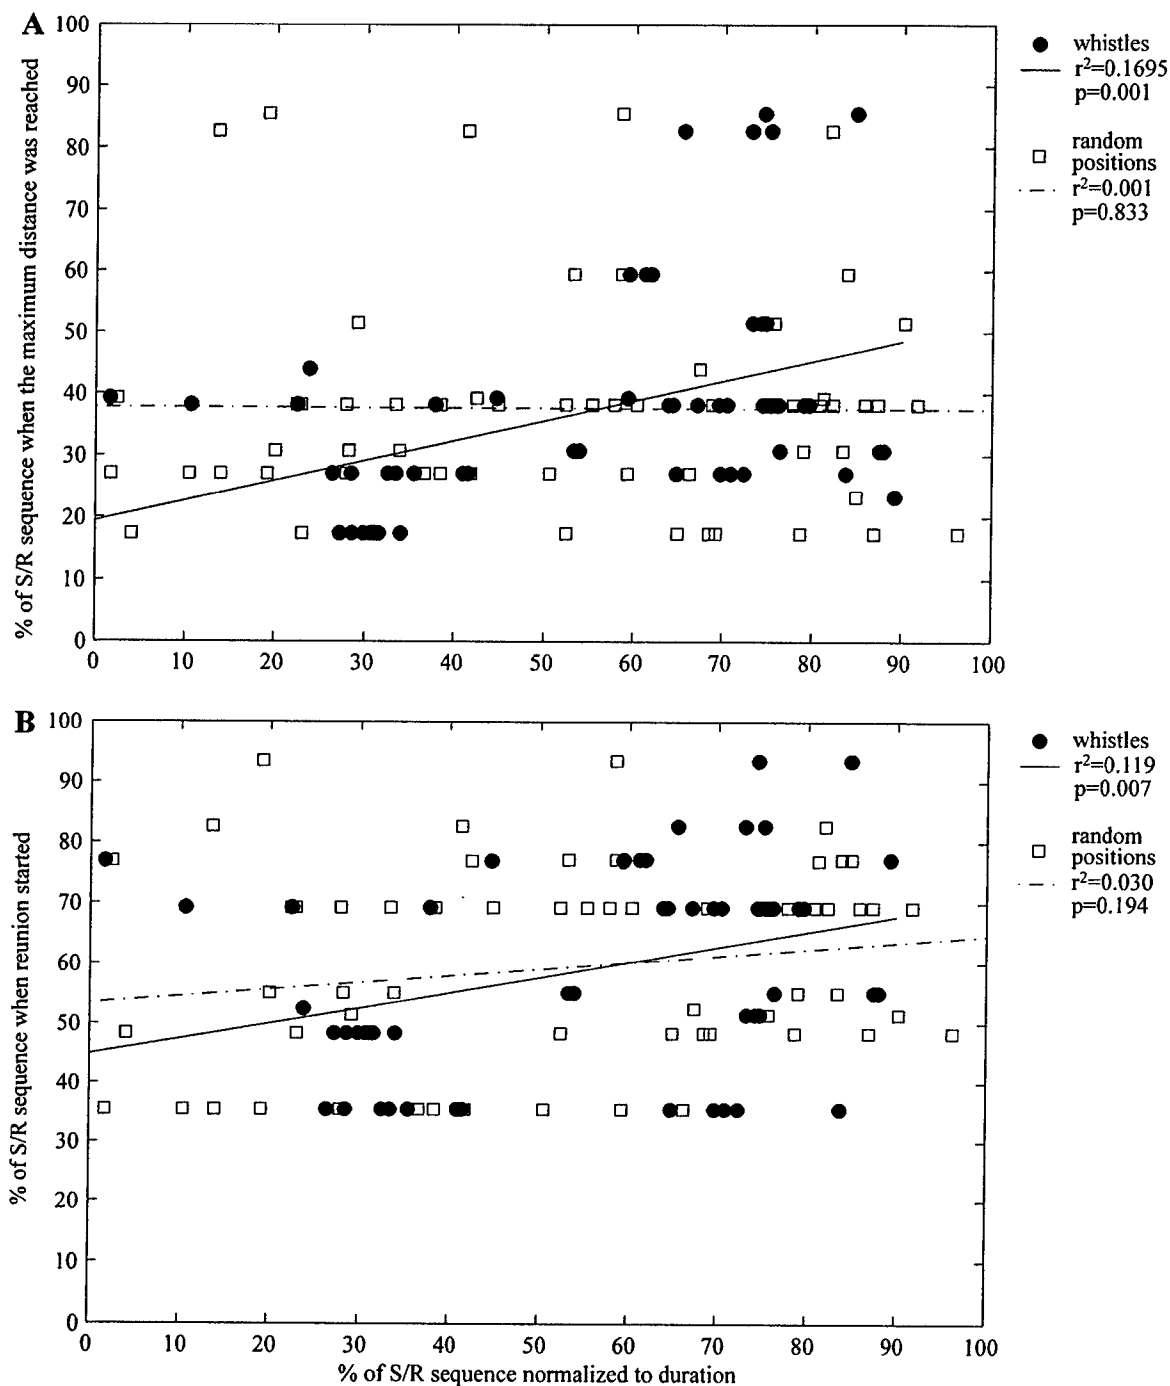 A
100
90
80
70
60
50
40
30
20
10
0
% of S/R sequence when the maximum distance was reached
0 10 20 30 40 50 60 70 80 90 100
whistles
r²=0.1695
p=0.001
random
positions
r²=0.001
p=0.833
B
100
90
80
70
60
50
40
30
20
10
0
% of S/R sequence when reunion started
0 10 20 30 40 50 60 70 80 90 100
% of S/R sequence normalized to duration
whistles
r²=0.119
p=0.007
random
positions
r²=0.030
p=0.194